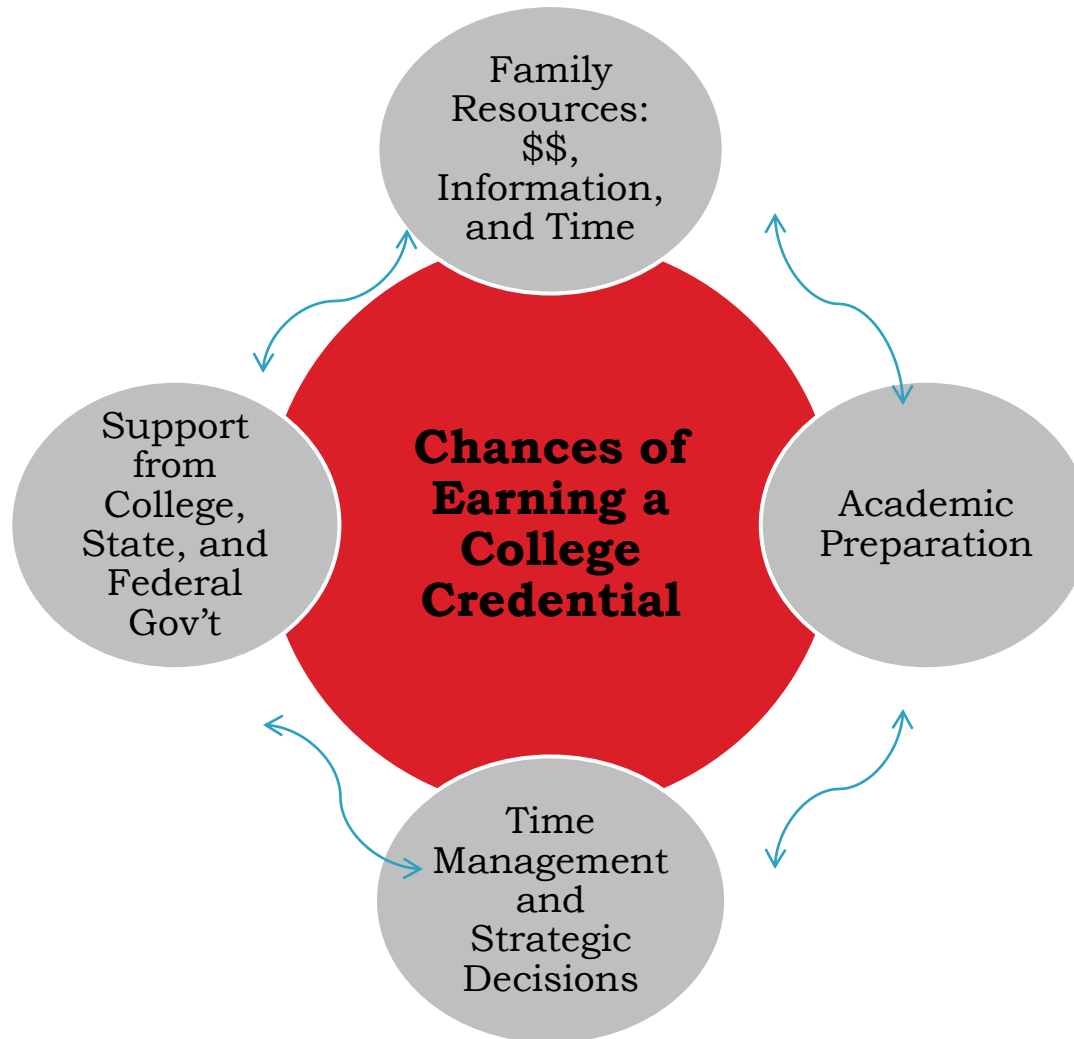 Family
Resources:
$$,
Information,
and Time
Support
from
College,
State, and
Federal
Gov’t
Chances of
Earning a
College
Credential
Academic
Preparation
Time
Management
and
Strategic
Decisions